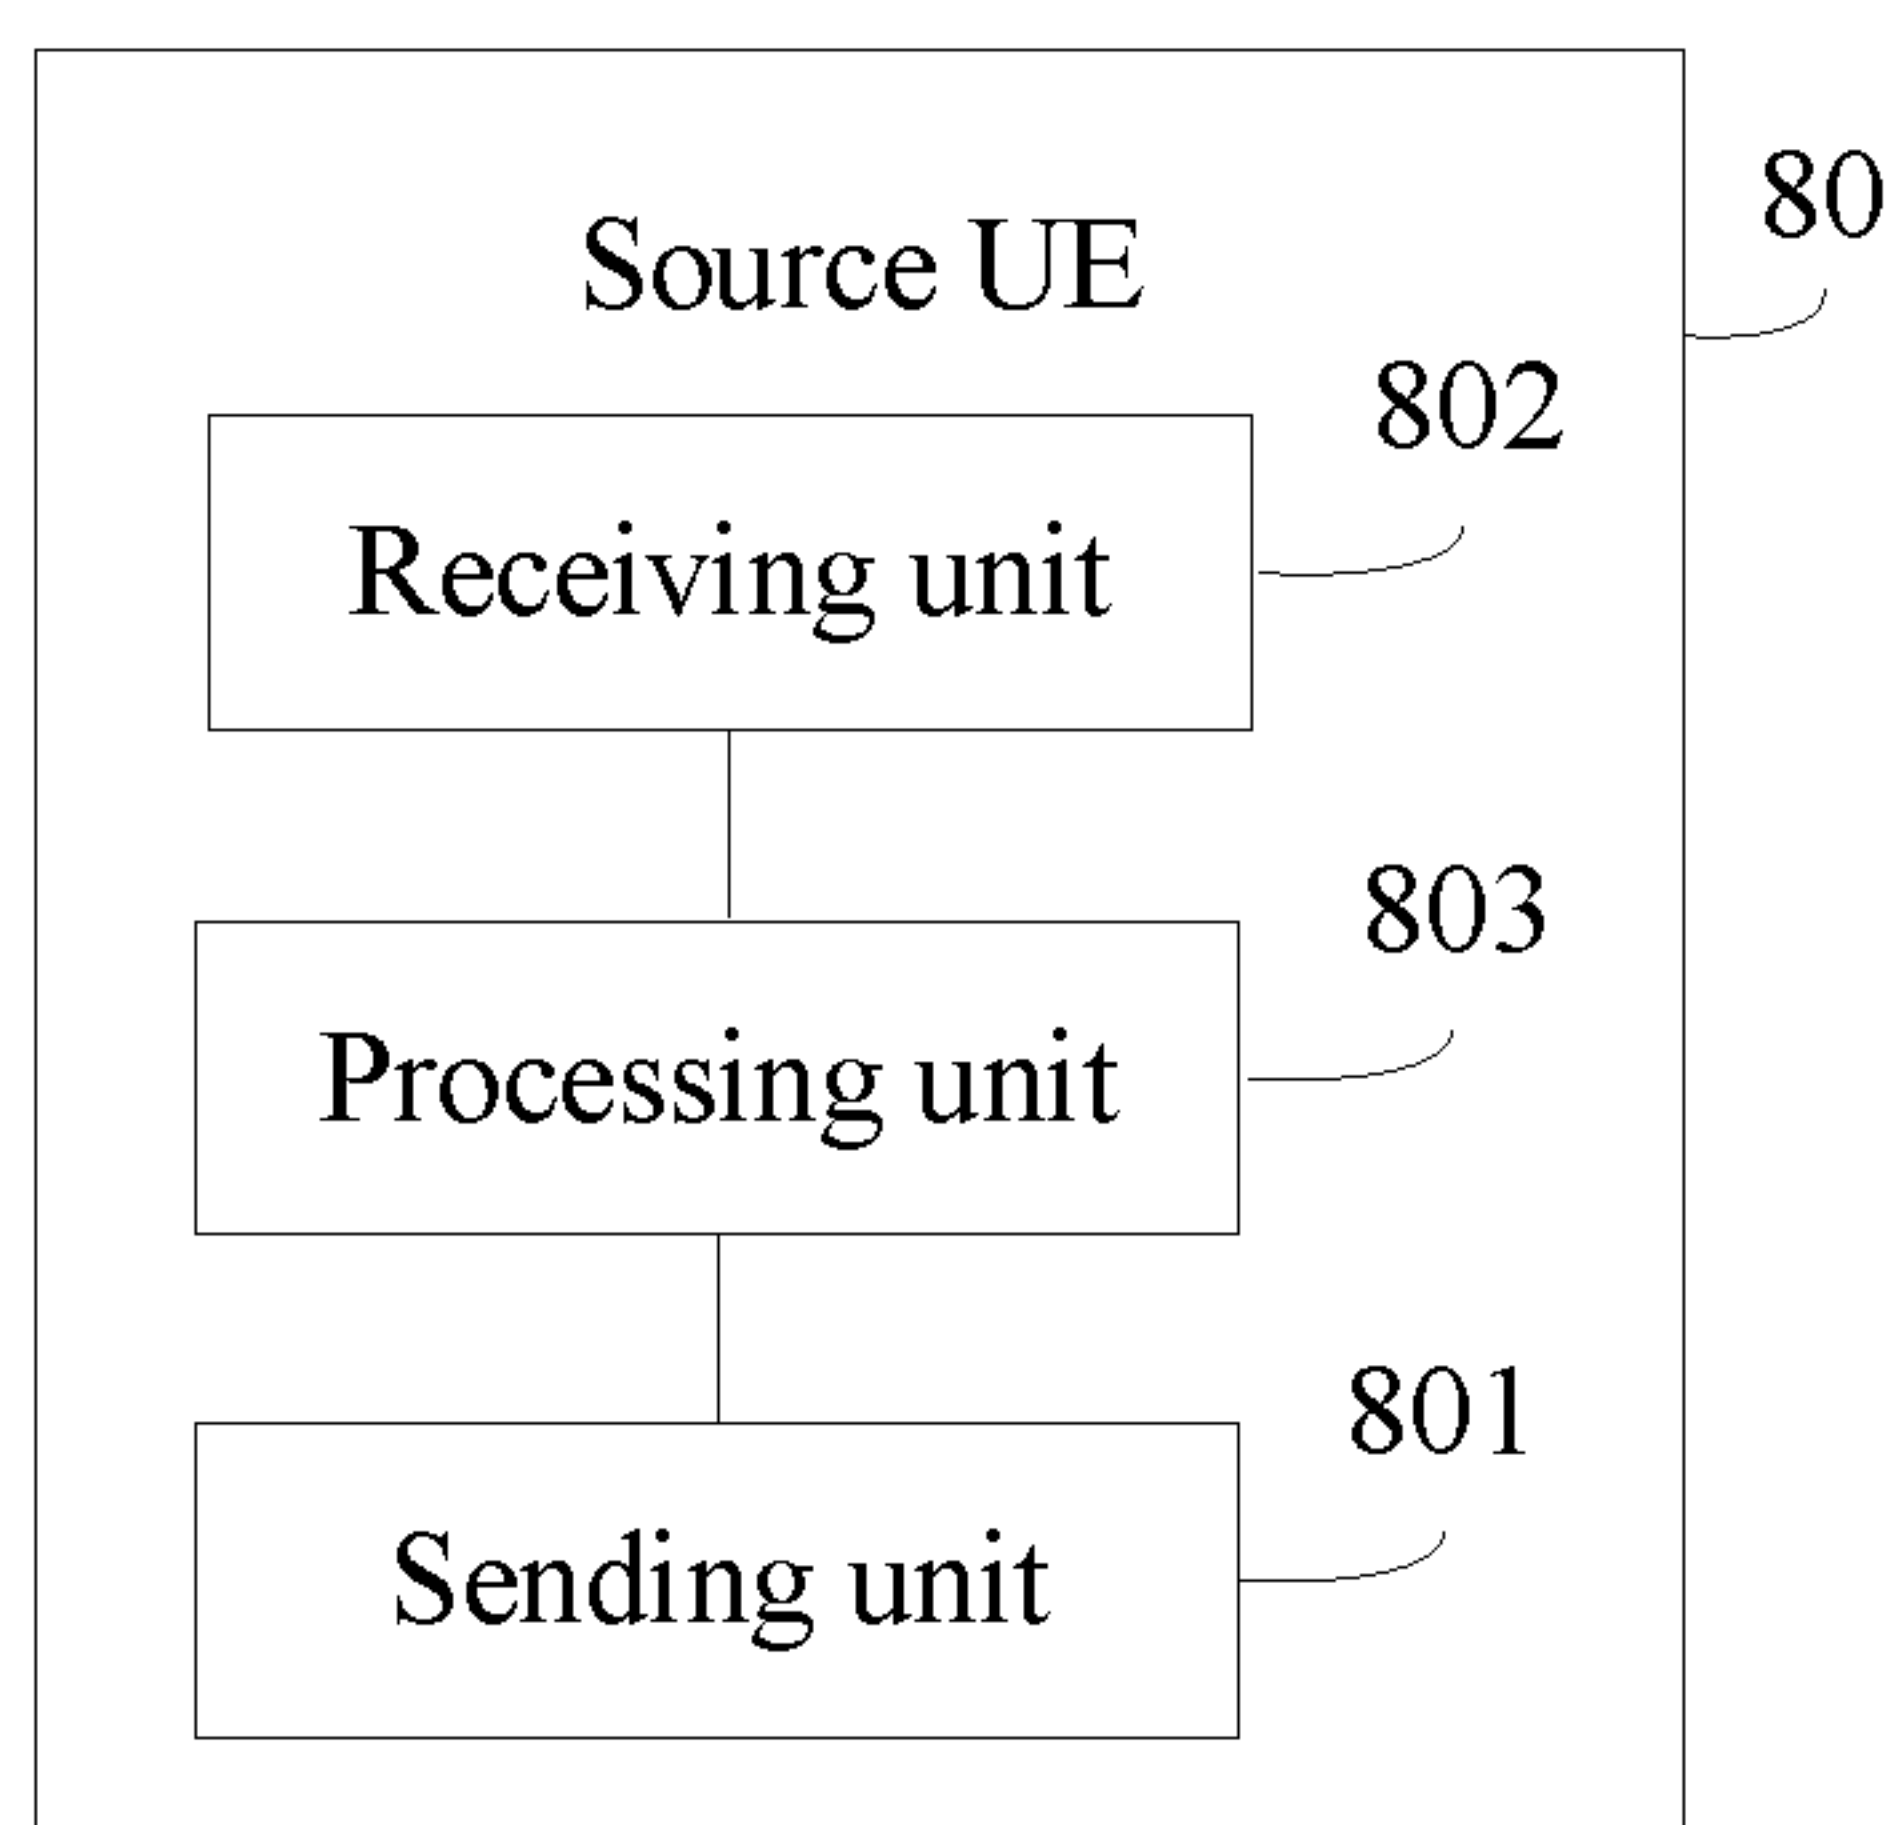 80
Source UE
802
Receiving unit
803
Processing unit
801
Sending unit